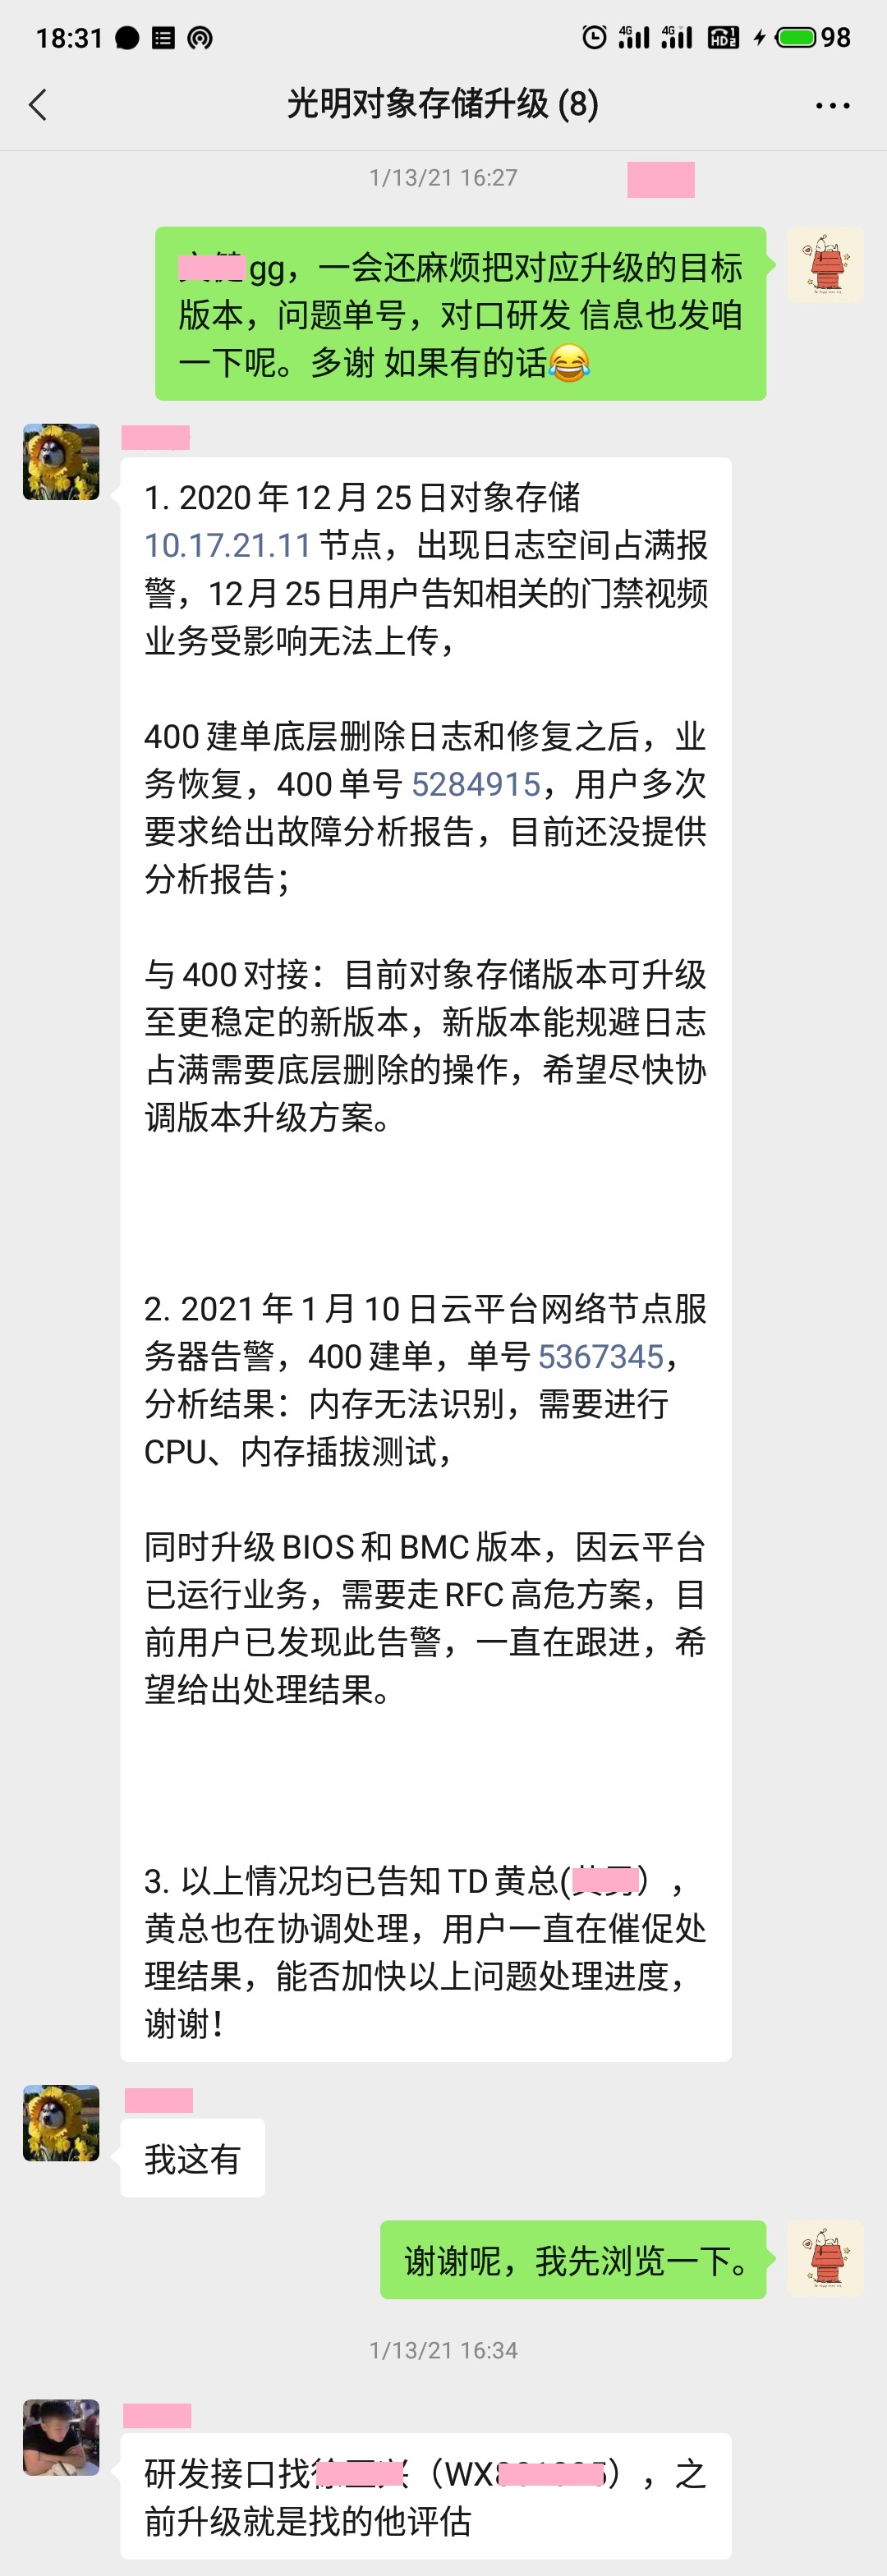 18:31
4G
4G
HD 1 2
98
光明对象存储升级 (8)
1/13/21 16:27
gg，一会还麻烦把对应升级的目标
版本，问题单号，对口研发 信息也发咱
一下呢。多谢 如果有的话😂
1. 2020 年 12 月 25 日对象存储
10.17.21.11 节点，出现日志空间占满报
警，12 月 25 日用户告知相关的门禁视频
业务受影响无法上传，
400 建单底层删除日志和修复之后，业
务恢复，400 单号 5284915，用户多次
要求给出故障分析报告，目前还没提供
分析报告；
与 400 对接：目前对象存储版本可升级
至更稳定的新版本，新版本能规避日志
占满需要底层删除的操作，希望尽快协
调版本升级方案。
2. 2021 年 1 月 10 日云平台网络节点服
务器告警，400 建单，单号 5367345，
分析结果：内存无法识别，需要进行
CPU、内存插拔测试，
同时升级 BIOS 和 BMC 版本，因云平台
已运行业务，需要走 RFC 高危方案，目
前用户已发现此告警，一直在跟进，希
望给出处理结果。
3. 以上情况均已告知 TD 黄总(），
黄总也在协调处理，用户一直在催促处
理结果，能否加快以上问题处理进度，
谢谢！
我这有
谢谢呢，我先浏览一下。
1/13/21 16:34
研发接口找（WX），之
前升级就是找的他评估